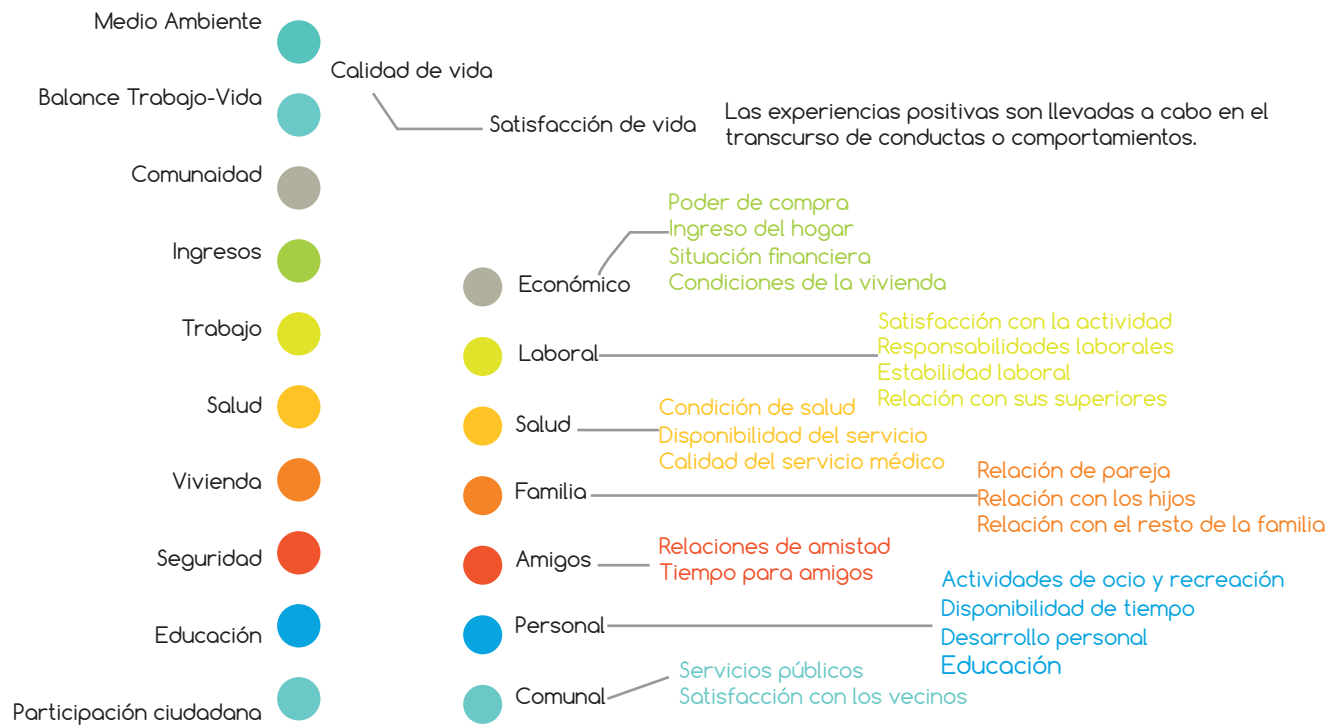 Medio Ambiente
Balance Trabajo-Vida
Comunaidad
Ingresos
Trabajo
Salud
Vivienda
Seguridad
Educación
Participación ciudadana
Calidad de vida
Satisfacción de vida
Las experiencias positivas son llevadas a cabo en el
transcurso de conductas o comportamientos.
Económico
Poder de compra
Ingreso del hogar
Situación financiera
Condiciones de la vivienda
Laboral
Satisfacción con la actividad
Responsabilidades laborales
Estabilidad laboral
Relación con sus superiores
Salud
Condición de salud
Disponibilidad del servicio
Calidad del servicio médico
Familia
Relación de pareja
Relación con los hijos
Relación con el resto de la familia
Amigos
Relaciones de amistad
Tiempo para amigos
Personal
Actividades de ocio y recreación
Disponibilidad de tiempo
Desarrollo personal
Educación
Comunal
Servicios públicos
Satisfacción con los vecinos